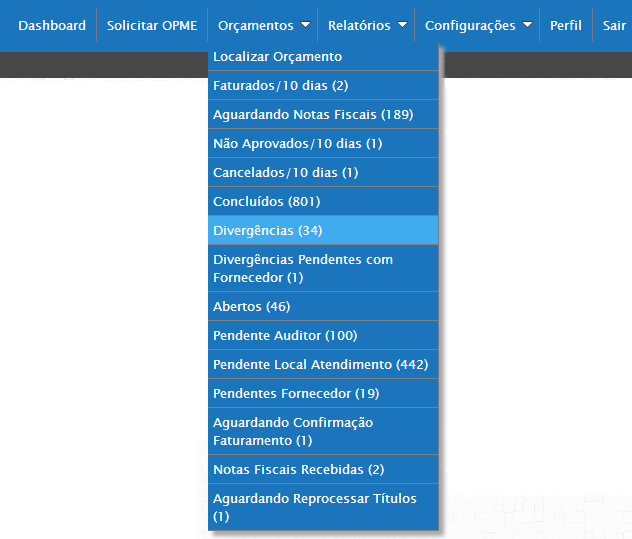 Dashboard Solicitar OPME Orçamentos Relatórios Configurações Perfil Sair
Localizar Orçamento
Faturados/10 dias (2)
Aguardando Notas Fiscais (189)
Não Aprovados/10 dias (1)
Cancelados/10 dias (1)
Concluídos (801)
Divergências (34)
Divergências Pendentes com
Fornecedor (1)
Abertos (46)
Pendente Auditor (100)
Pendente Local Atendimento (442)
Pendentes Fornecedor (19)
Aguardando Confirmação
Faturamento (1)
Notas Fiscais Recebidas (2)
Aguardando Reprocessar Títulos
(1)